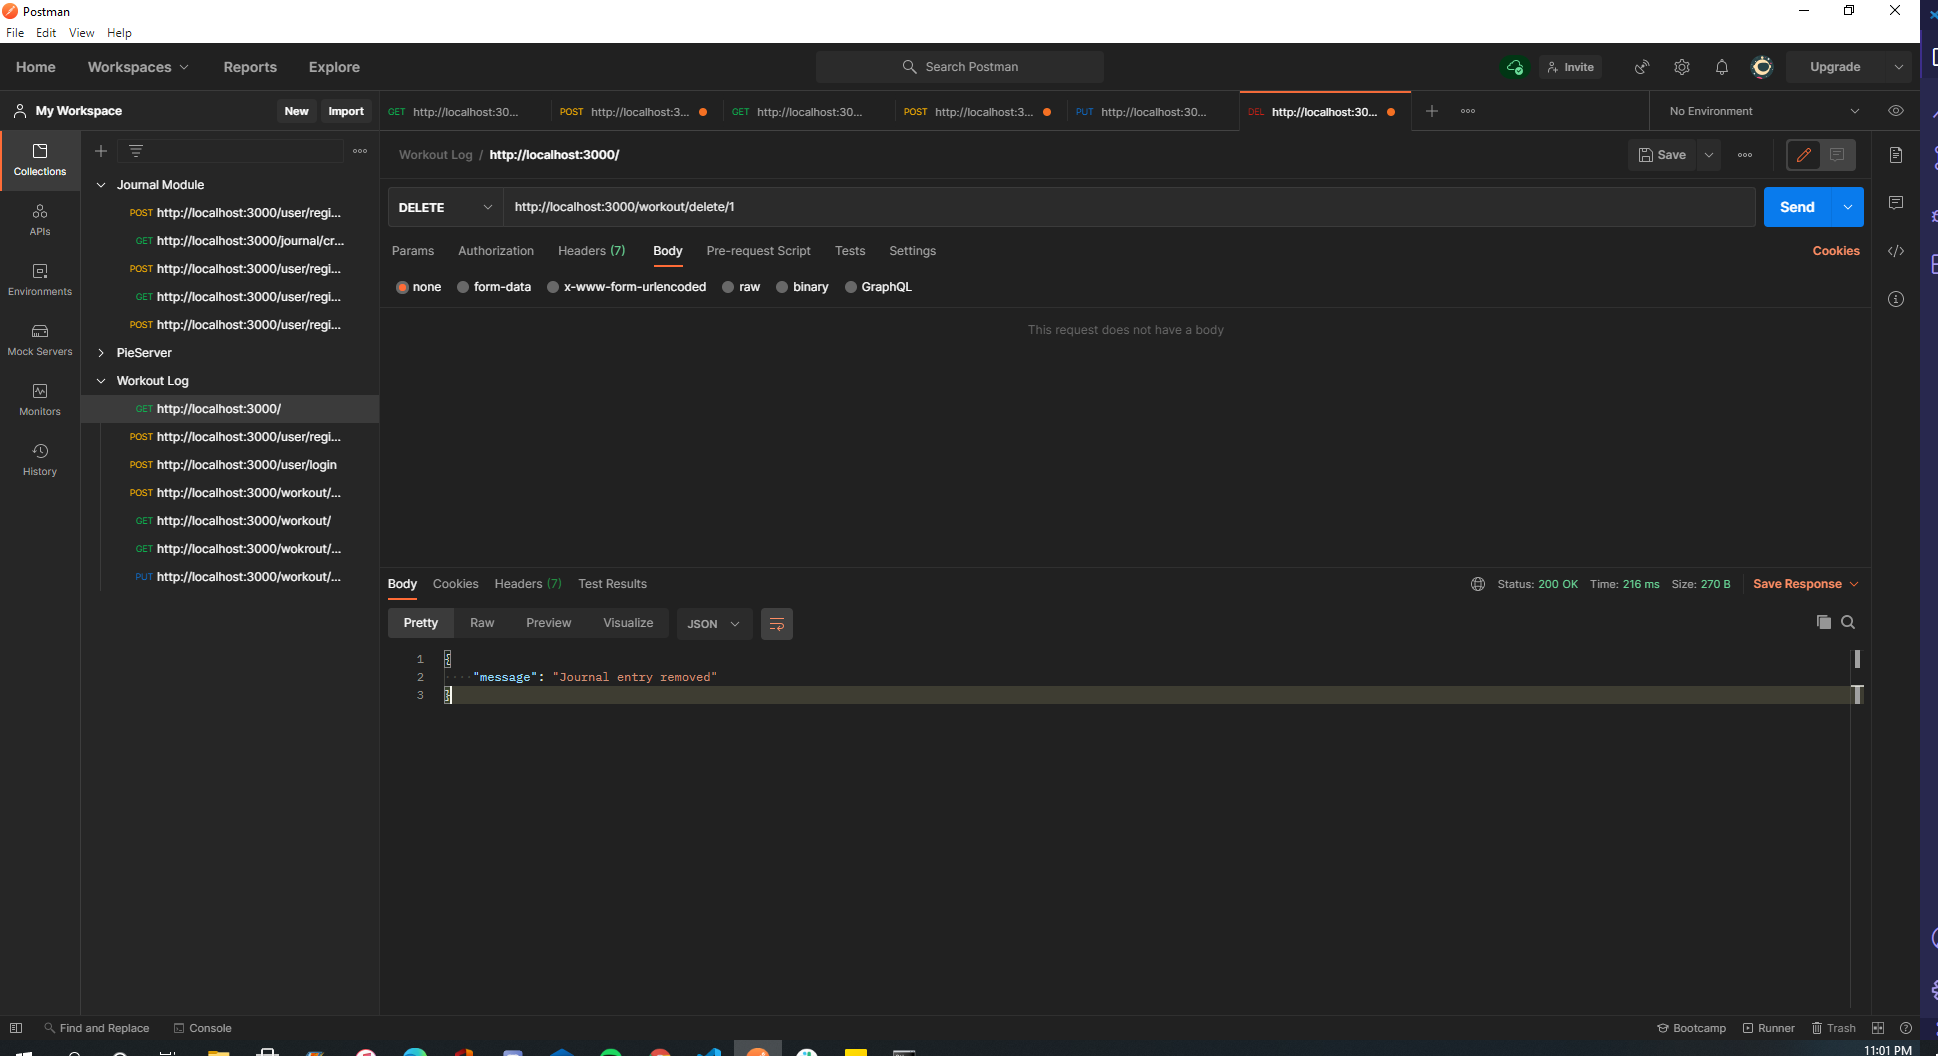 Postman
File Edit View Help
Home Workspaces Reports Explore Search Postman Invite Upgrade
My Workspace New Import
GET http://localhost:30... POST http://localhost:3... GET http://localhost:30... POST http://localhost:3... PUT http://localhost:30... DEL http://localhost:30... No Environment
Collections
APIs
Environments
Mock Servers
Monitors
History
Journal Module
POST http://localhost:3000/user/regi...
GET http://localhost:3000/journal/cr...
POST http://localhost:3000/user/regi...
GET http://localhost:3000/user/regi...
POST http://localhost:3000/user/regi...
PieServer
Workout Log
GET http://localhost:3000/
POST http://localhost:3000/user/regi...
POST http://localhost:3000/user/login
POST http://localhost:3000/workout/...
GET http://localhost:3000/workout/
GET http://localhost:3000/wokrout/...
PUT http://localhost:3000/workout/...
Workout Log / http://localhost:3000/ Save
DELETE http://localhost:3000/workout/delete/1 Send
Params Authorization Headers (7) Body Pre-request Script Tests Settings Cookies
none form-data x-www-form-urlencoded raw binary GraphQL
This request does not have a body
Body Cookies Headers (7) Test Results Status: 200 OK Time: 216 ms Size: 270 B Save Response
Pretty Raw Preview Visualize JSON
1 {
2 "message": "Journal entry removed"
3 }
Find and Replace Console Bootcamp Runner Trash
11:01 PM